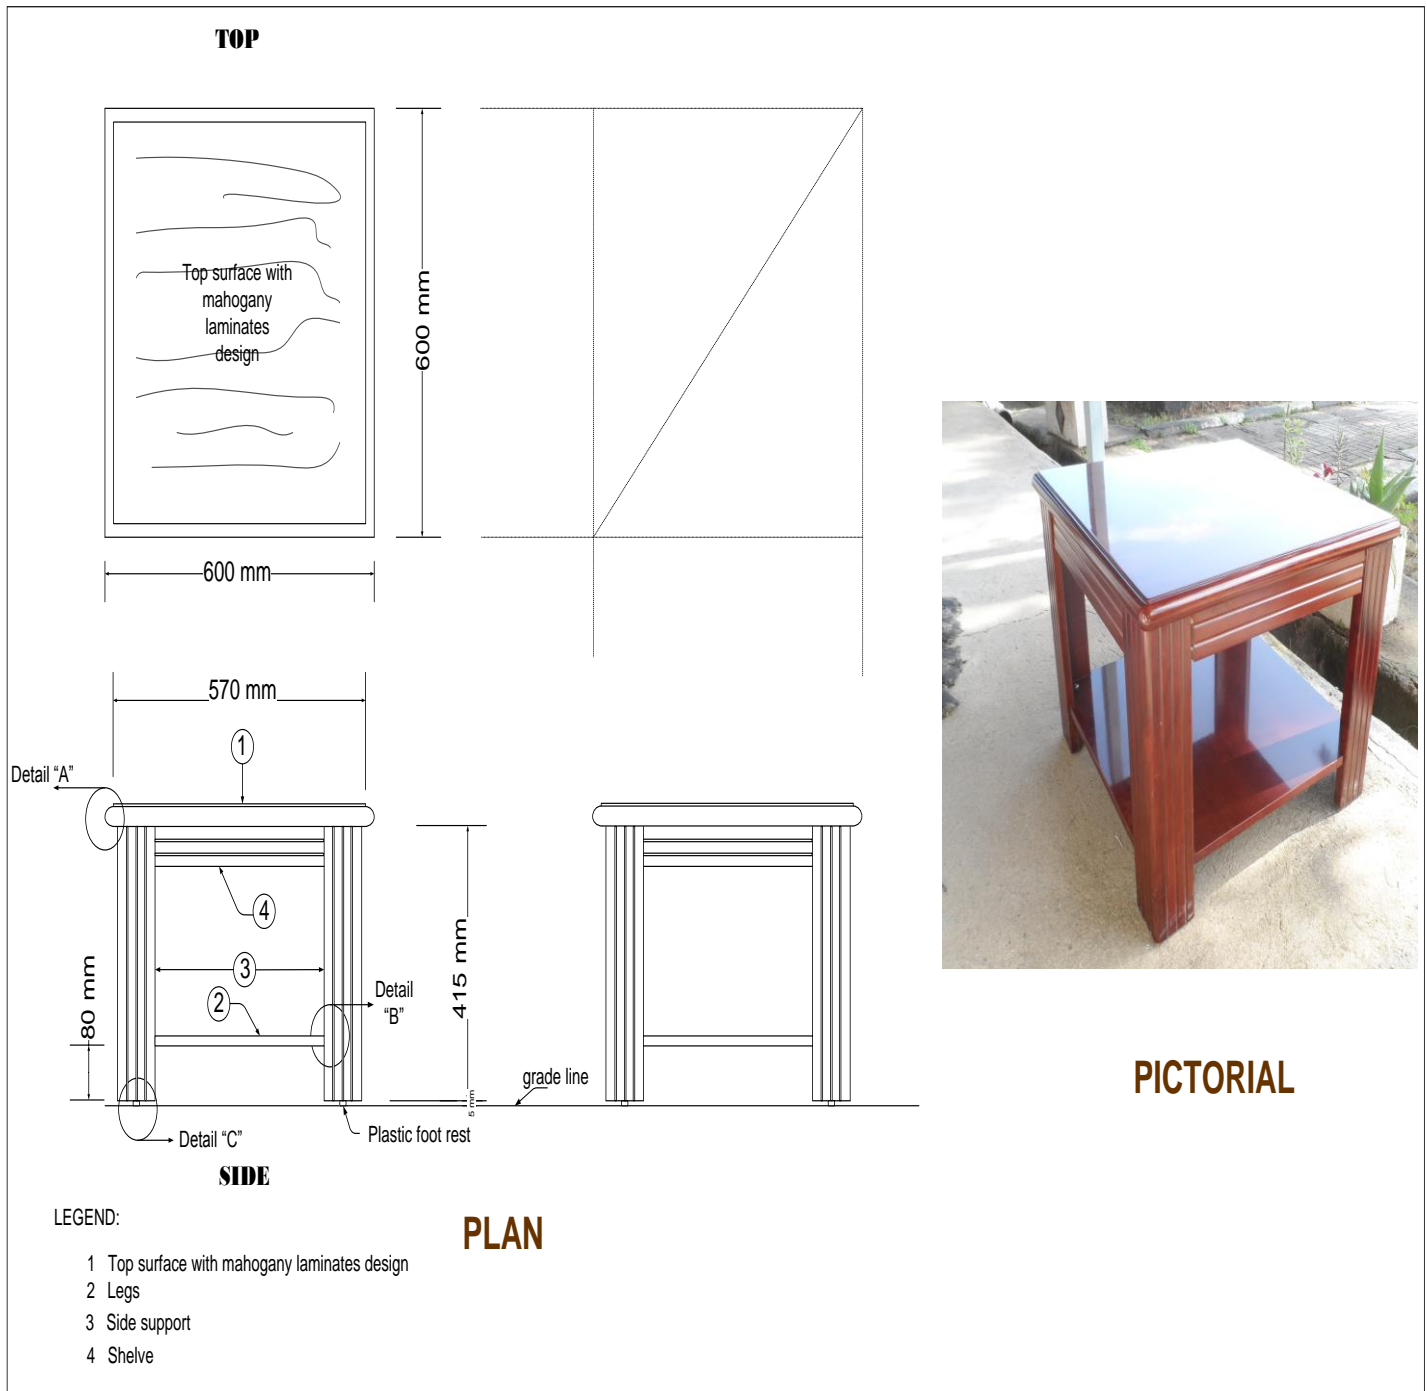 TOP
Top surface with
mahogany
laminates
design
600 mm
600 mm
570 mm
1
Detail “A”
4
3
2
Detail
“B”
80 mm
415 mm
5 mm
grade line
Plastic foot rest
Detail “C”
SIDE
PICTORIAL
PLAN
LEGEND:
1 Top surface with mahogany laminates design
2 Legs
3 Side support
4 Shelve